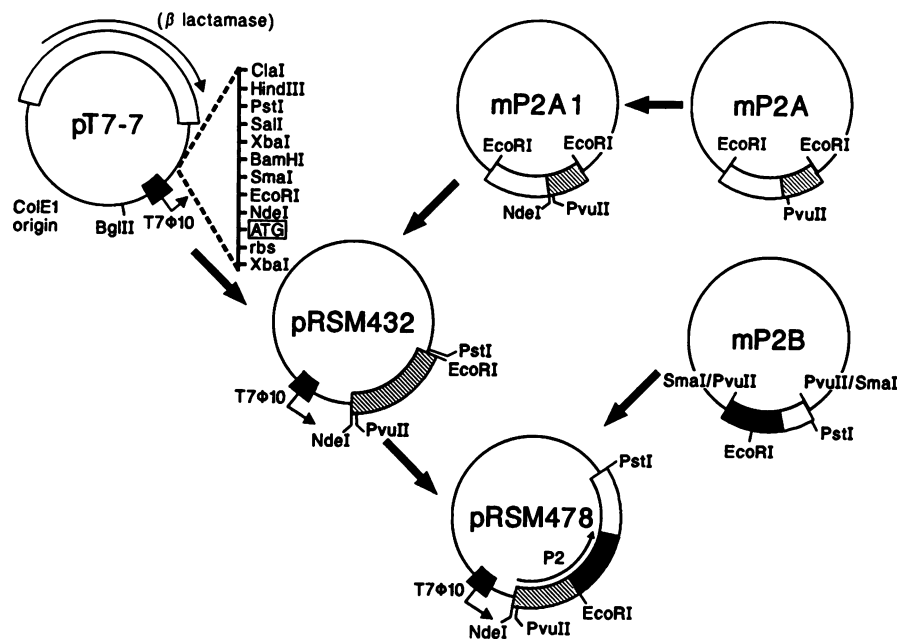 (β lactamase)
pT7-7
ColE1
origin
BglII
T7Φ10
ClaI
HindIII
PstI
SalI
XbaI
BamHI
SmaI
EcoRI
NdeI
ATG
rbs
XbaI
mP2A1
EcoRI
EcoRI
NdeI
PvuII
mP2A
EcoRI
EcoRI
PvuII
pRSM432
PstI
EcoRI
T7Φ10
NdeI
PvuII
mP2B
SmaI/PvuII
PvuII/SmaI
EcoRI
PstI
pRSM478
PstI
P2
T7Φ10
NdeI
PvuII
EcoRI